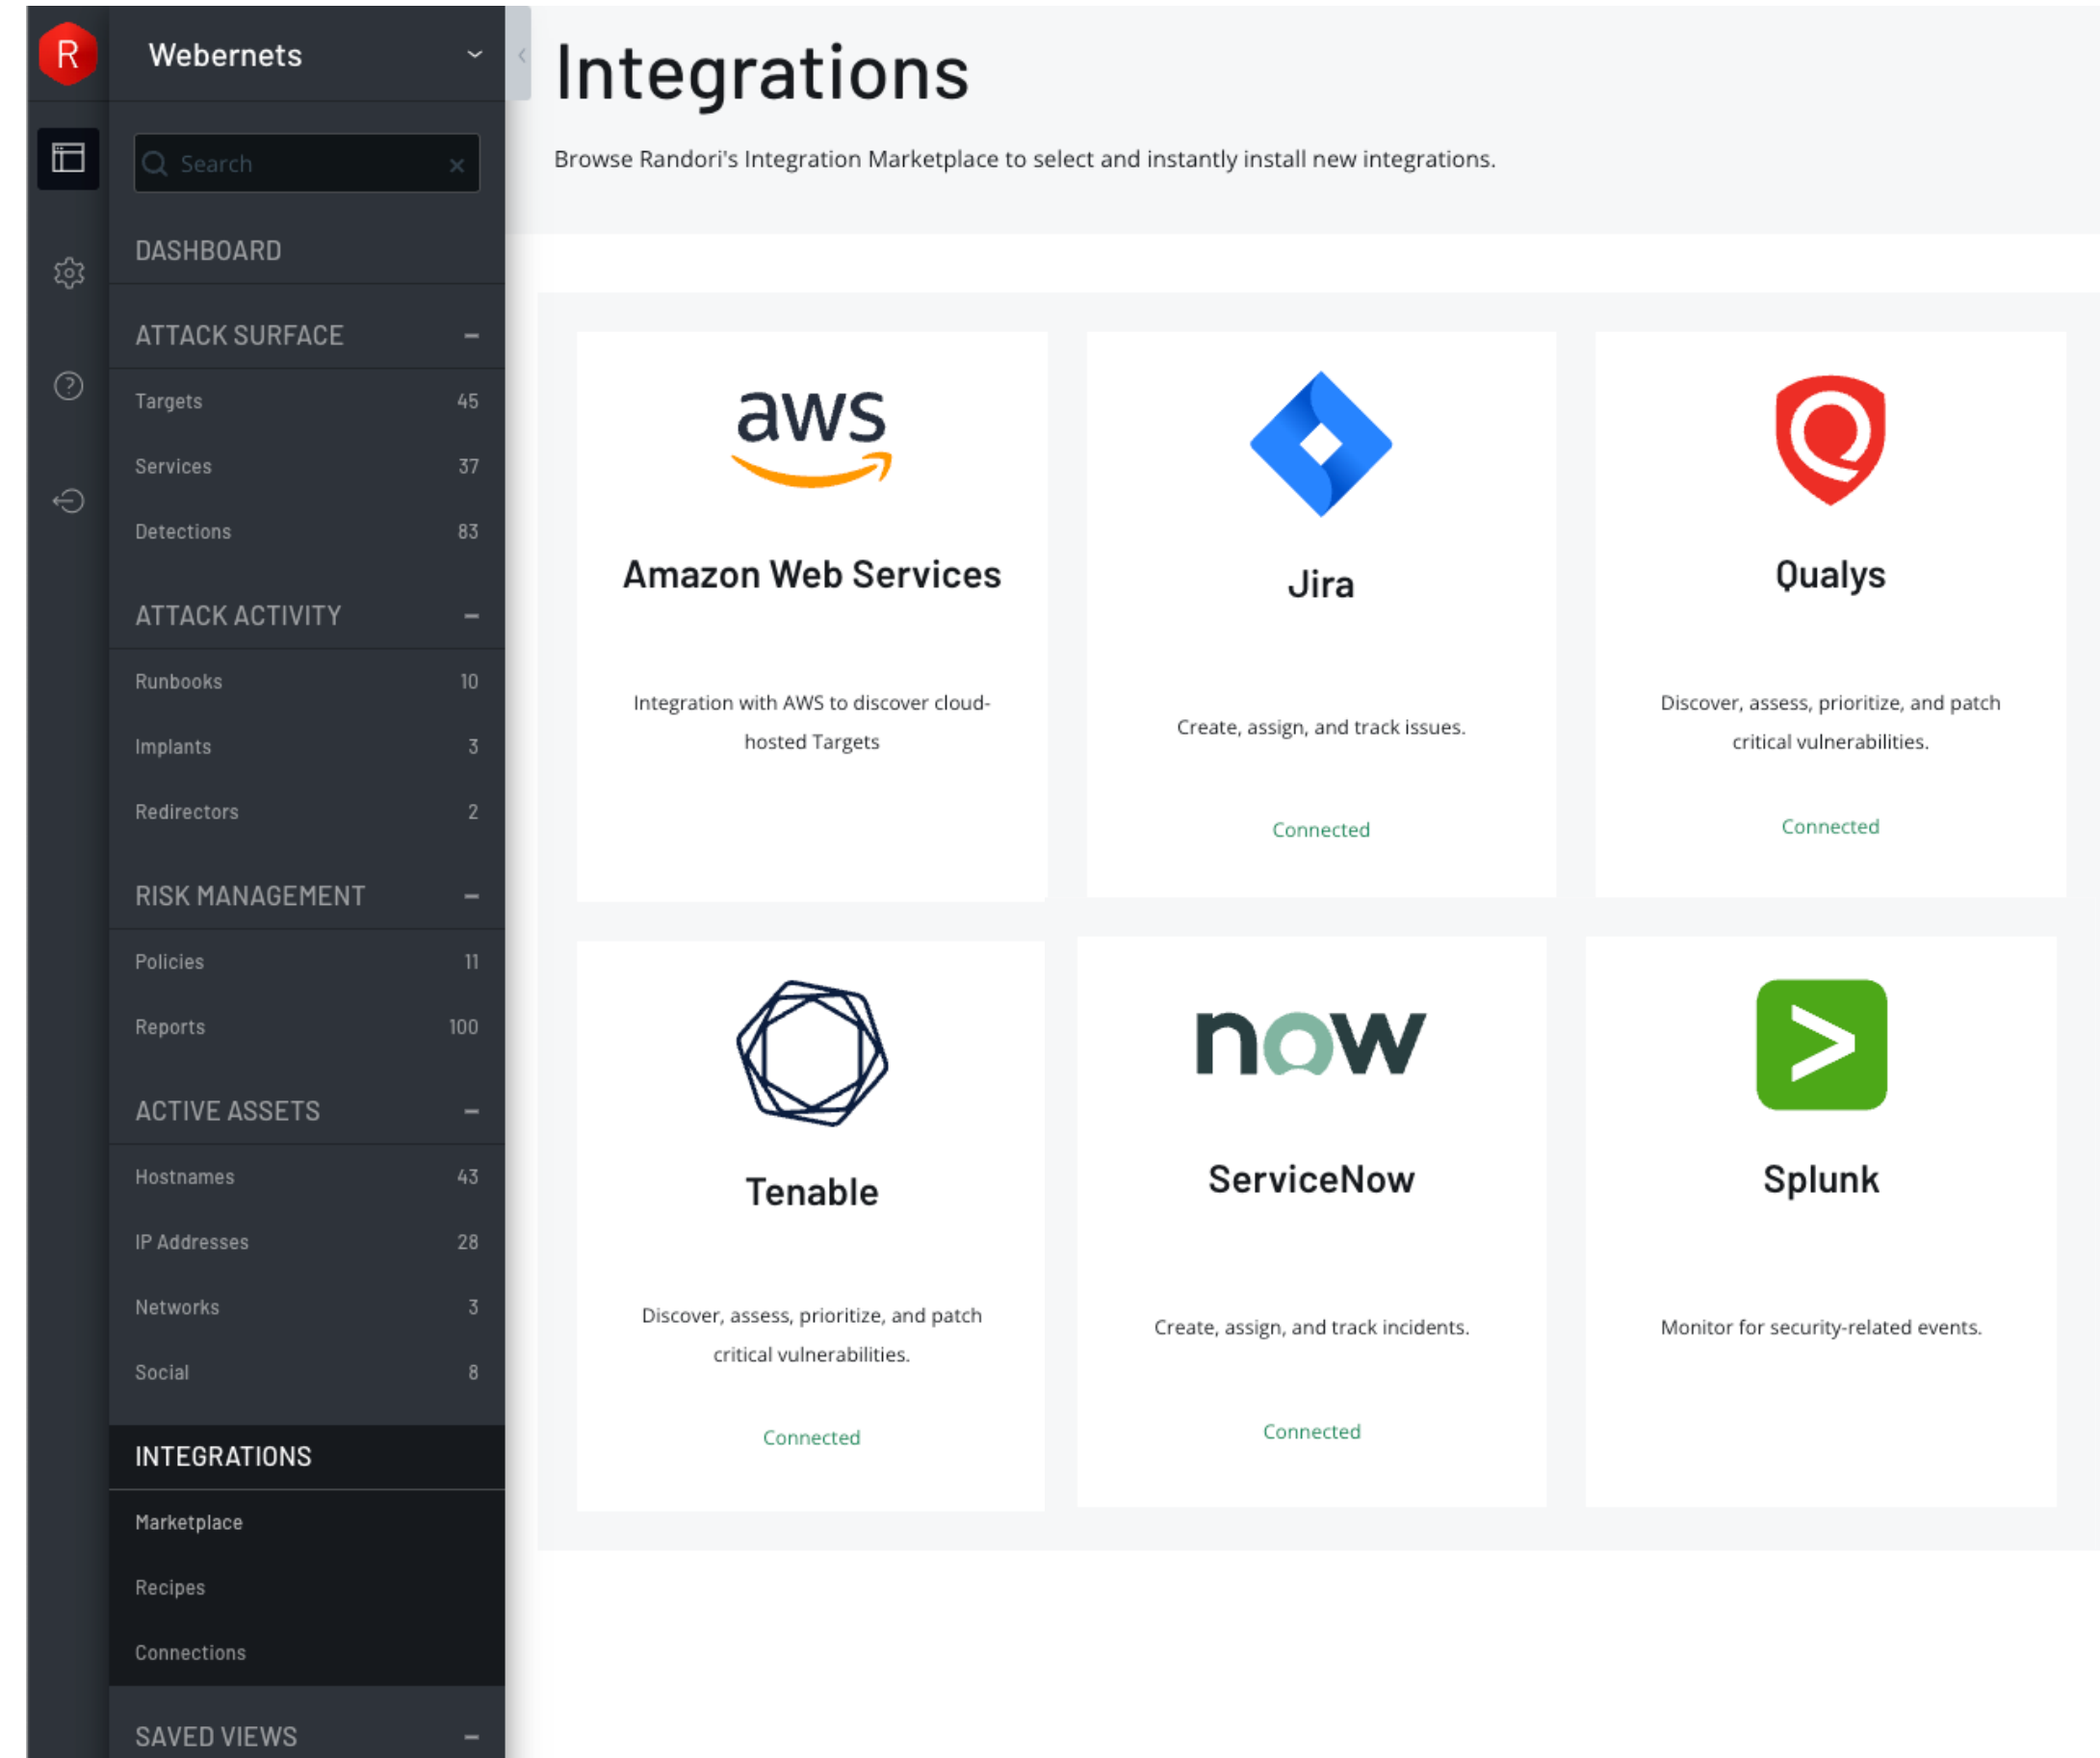 R
Webernets
Search
DASHBOARD
ATTACK SURFACE
Targets 45
Services 37
Detections 83
ATTACK ACTIVITY
Runbooks 10
Implants 3
Redirectors 2
RISK MANAGEMENT
Policies 11
Reports 100
ACTIVE ASSETS
Hostnames 43
IP Addresses 28
Networks 3
Social 8
INTEGRATIONS
Marketplace
Recipes
Connections
SAVED VIEWS
Integrations
Browse Randori's Integration Marketplace to select and instantly install new integrations.
aws
Amazon Web Services
Integration with AWS to discover cloud-
hosted Targets
Jira
Create, assign, and track issues.
Connected
Qualys
Discover, assess, prioritize, and patch
critical vulnerabilities.
Connected
Tenable
Discover, assess, prioritize, and patch
critical vulnerabilities.
Connected
now
ServiceNow
Create, assign, and track incidents.
Connected
>
Splunk
Monitor for security-related events.